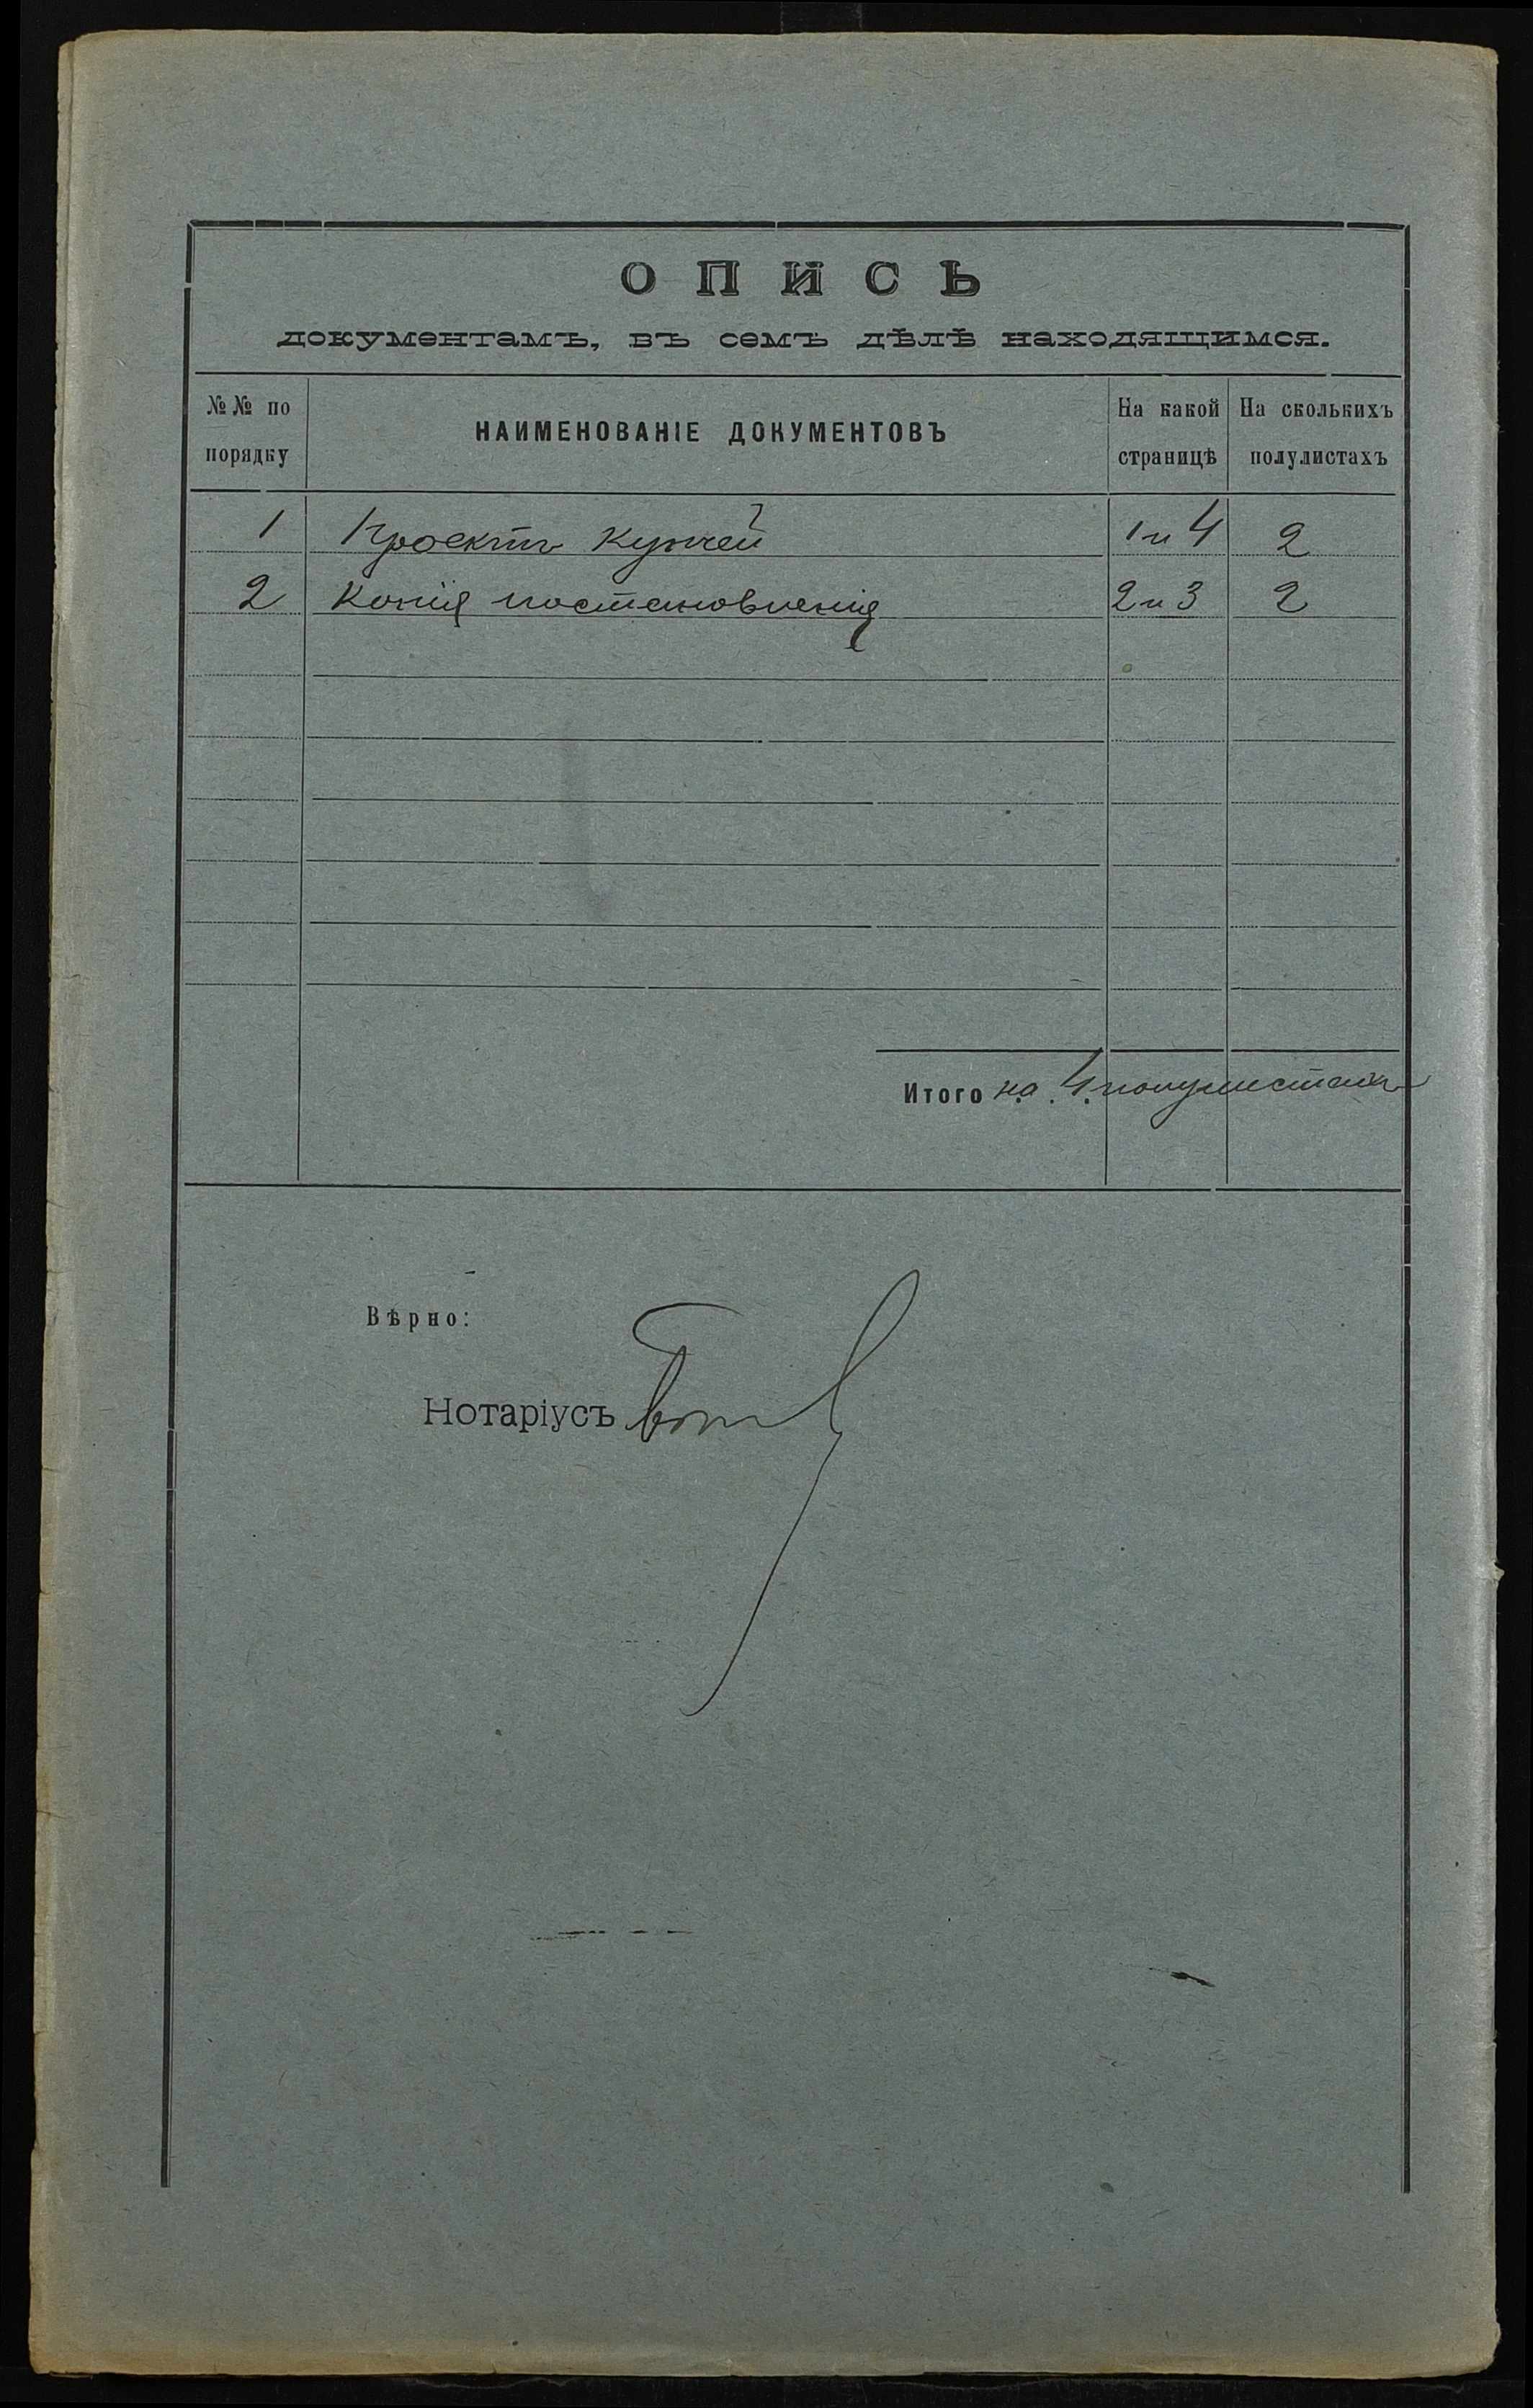 ОПИСЬ
документамъ, въ семъ дѣлѣ находящимся.
№№ по порядку НАИМЕНОВАНІЕ ДОКУМЕНТОВЪ На какой страницѣ На сколькихъ полулистахъ
1 Проектъ купчей 1 и 4 2
2 Копія постановленія 2 и 3 2
Итого на 4 полулистахъ
Вѣрно:
Нотаріусъ